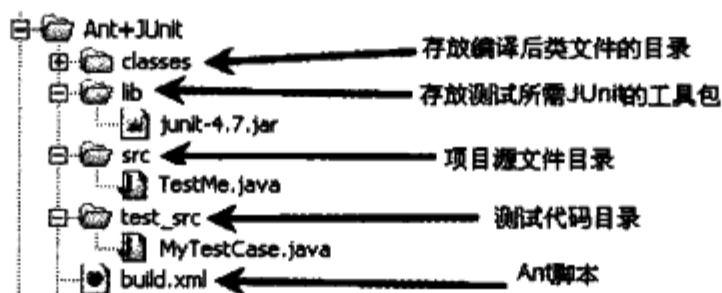 Ant+JUnit
classes 存放编译后类文件的目录
lib 存放测试所需JUnit的工具包
junit-4.7.jar
src 项目源文件目录
TestMe.java
test_src 测试代码目录
MyTestCase.java
build.xml Ant脚本